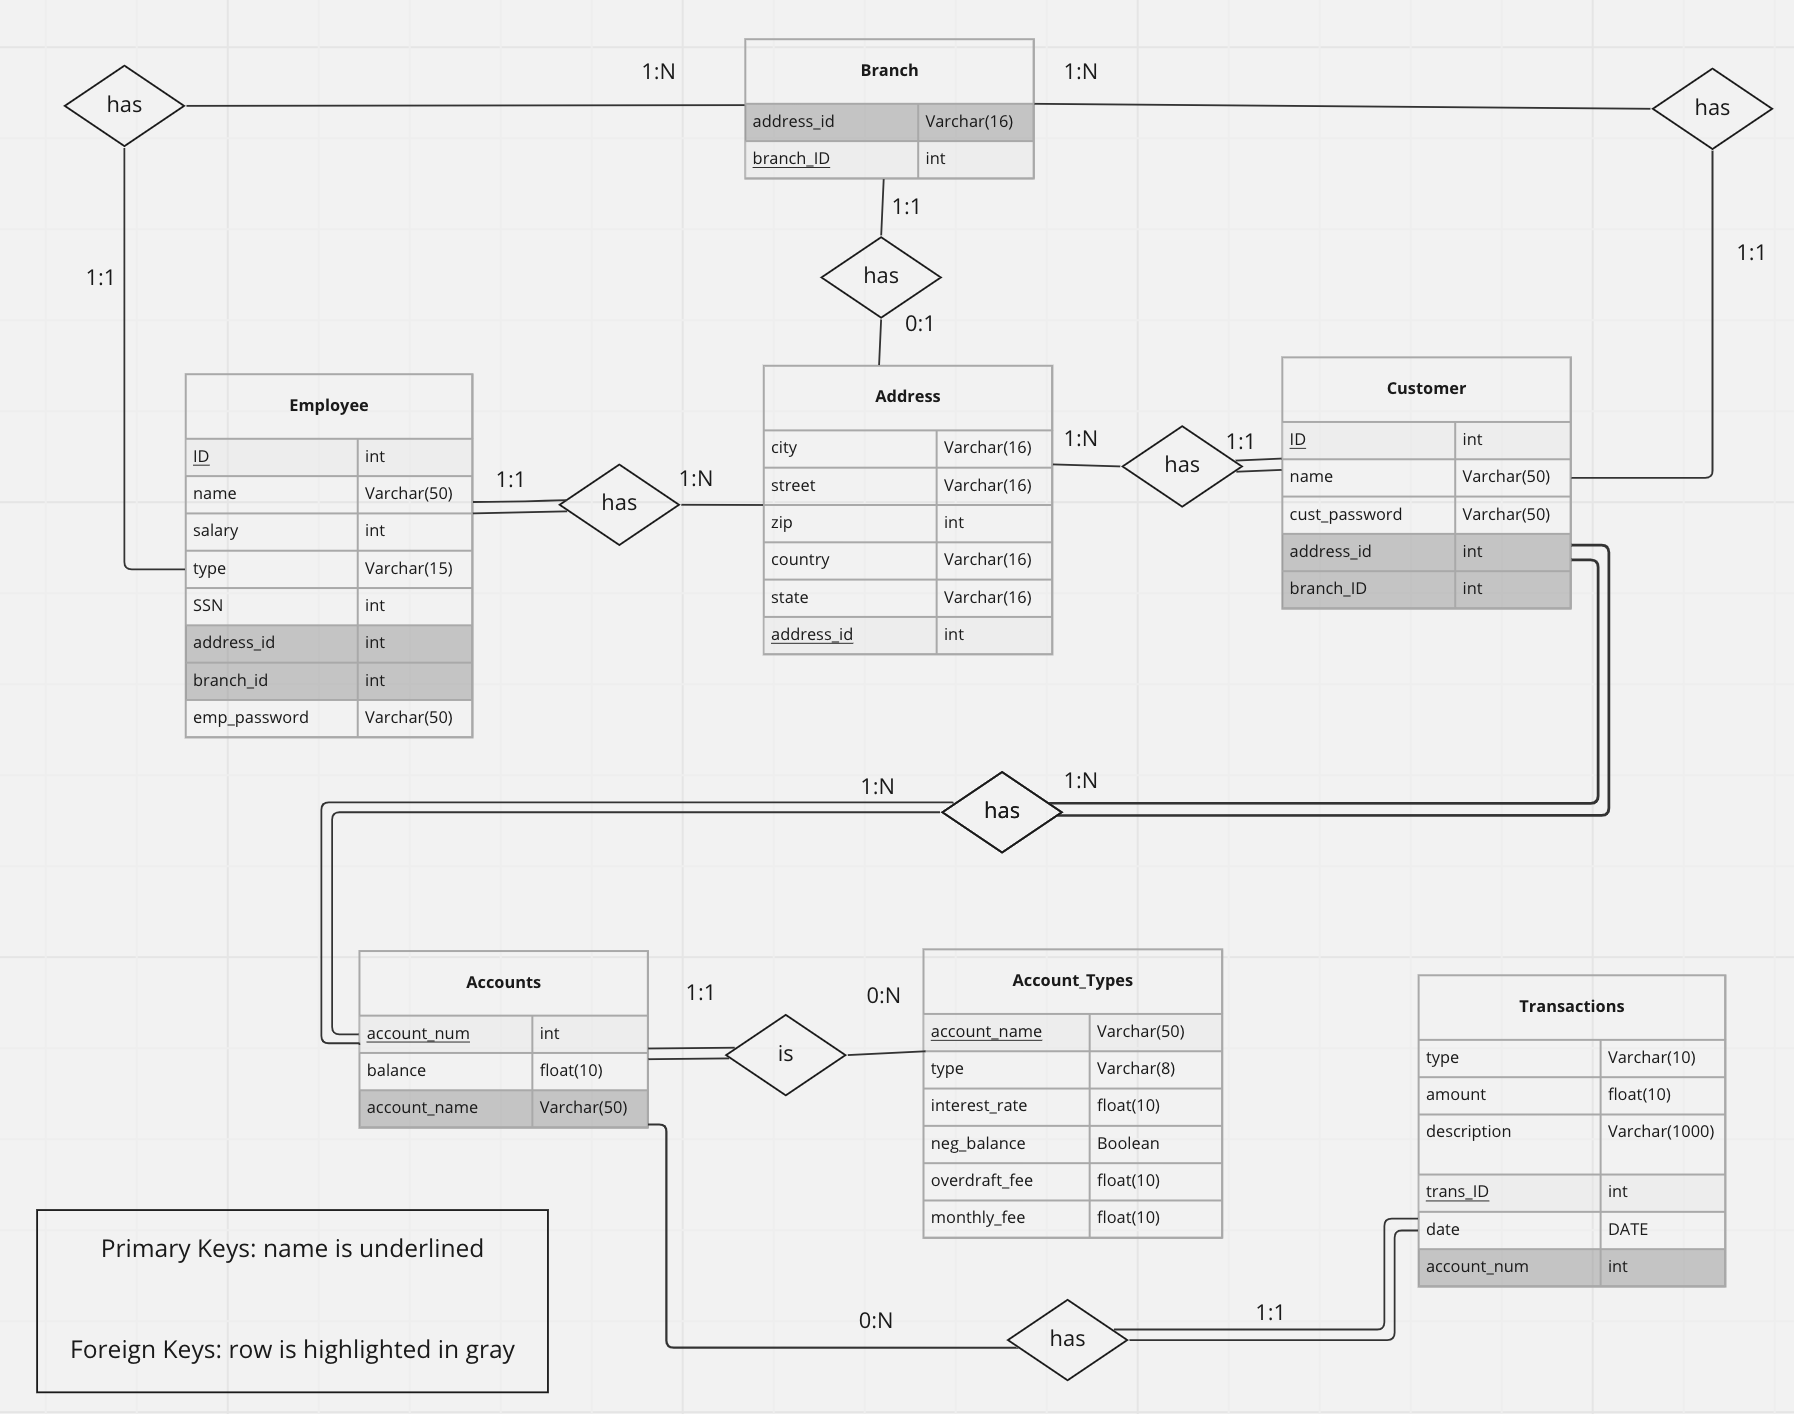 has
1:N
Branch
1:N
has
address_id Varchar(16)
branch_ID int
1:1
1:1
1:1
has
0:1
Employee
ID int
name Varchar(50)
salary int
type Varchar(15)
SSN int
address_id int
branch_id int
emp_password Varchar(50)
1:1
has
1:N
Address
city Varchar(16)
street Varchar(16)
zip int
country Varchar(16)
state Varchar(16)
address_id int
1:N
has
1:1
Customer
ID int
name Varchar(50)
cust_password Varchar(50)
address_id int
branch_ID int
1:N
has
1:N
Accounts
account_num int
balance float(10)
account_name Varchar(50)
1:1
is
0:N
Account_Types
account_name Varchar(50)
type Varchar(8)
interest_rate float(10)
neg_balance Boolean
overdraft_fee float(10)
monthly_fee float(10)
Transactions
type Varchar(10)
amount float(10)
description Varchar(1000)
trans_ID int
date DATE
account_num int
0:N
has
1:1
Primary Keys: name is underlined
Foreign Keys: row is highlighted in gray